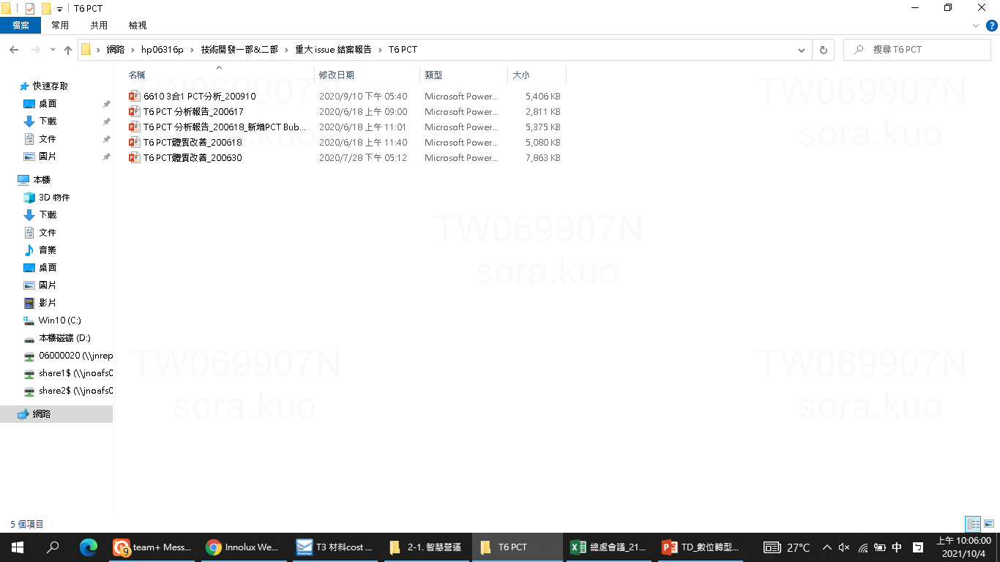 T6 PCT
檔案 常用 共用 檢視
網路 > hp06316p > 技術開發一部&二部 > 重大 issue 結案報告 > T6 PCT
搜尋 T6 PCT
名稱 修改日期 類型 大小
6610 3合1 PCT分析_200910 2020/9/10 下午 05:40 Microsoft Power... 5,406 KB
T6 PCT 分析報告_200617 2020/6/18 上午 09:00 Microsoft Power... 2,811 KB
T6 PCT 分析報告_200618_新增PCT Bub... 2020/6/18 上午 11:01 Microsoft Power... 5,375 KB
T6 PCT體質改善_200618 2020/6/18 上午 11:40 Microsoft Power... 5,080 KB
T6 PCT體質改善_200630 2020/7/28 下午 05:12 Microsoft Power... 7,863 KB
快速存取
桌面
下載
文件
圖片
本機
3D 物件
下載
文件
音樂
桌面
圖片
影片
Win10 (C:)
本機磁碟 (D:)
06000020 (\\jnrep
share1$ (\\jnoafs0
share2$ (\\jnoafs0
網路
TW069907N
sora.kuo
TW069907N
sora.kuo
TW069907N
sora.kuo
TW069907N
sora.kuo
TW069907N
sora.kuo
5 個項目
9 team+ Mess...
Innolux We...
T3 材料cost ...
2-1. 智慧營運
T6 PCT
總處會議_21...
TD_數位轉型...
27°C
中
上午 10:06:00
2021/10/4